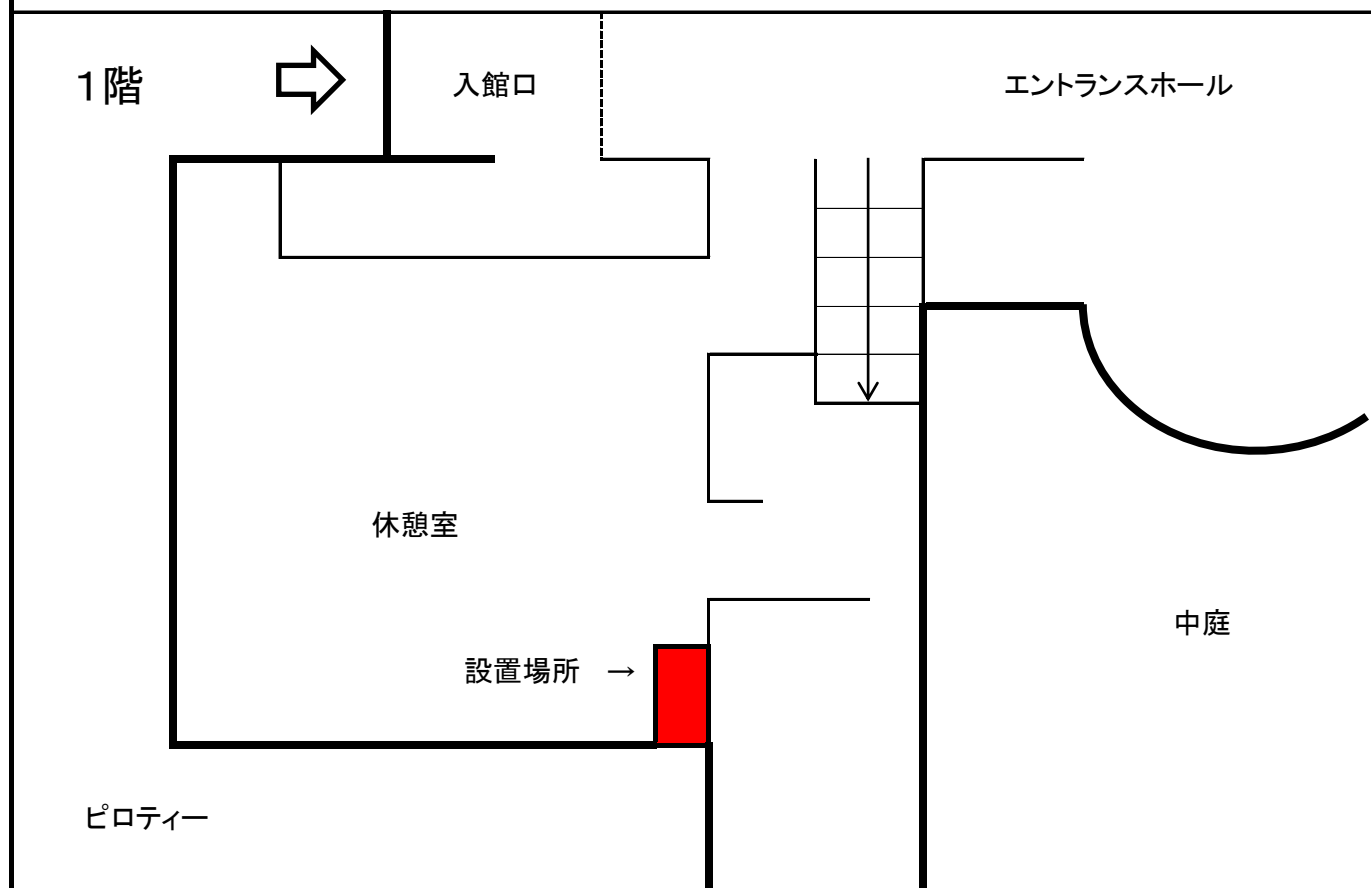 1階
入館口
エントランスホール
休憩室
中庭
設置場所　→
ピロティー